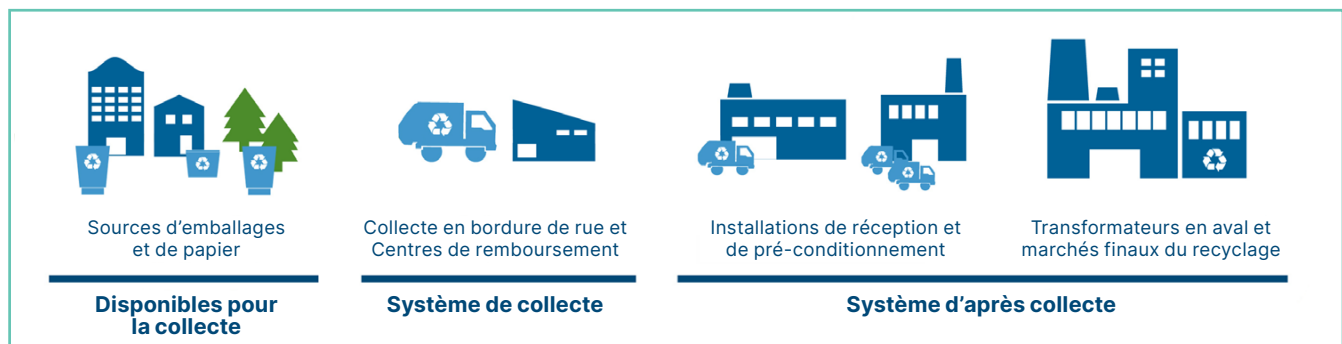 Sources d’emballages
et de papier
Collecte en bordure de rue et
Centres de remboursement
Installations de réception et
de pré-conditionnement
Transformateurs en aval et
marchés finaux du recyclage
Disponibles pour
la collecte
Système de collecte
Système d’après collecte